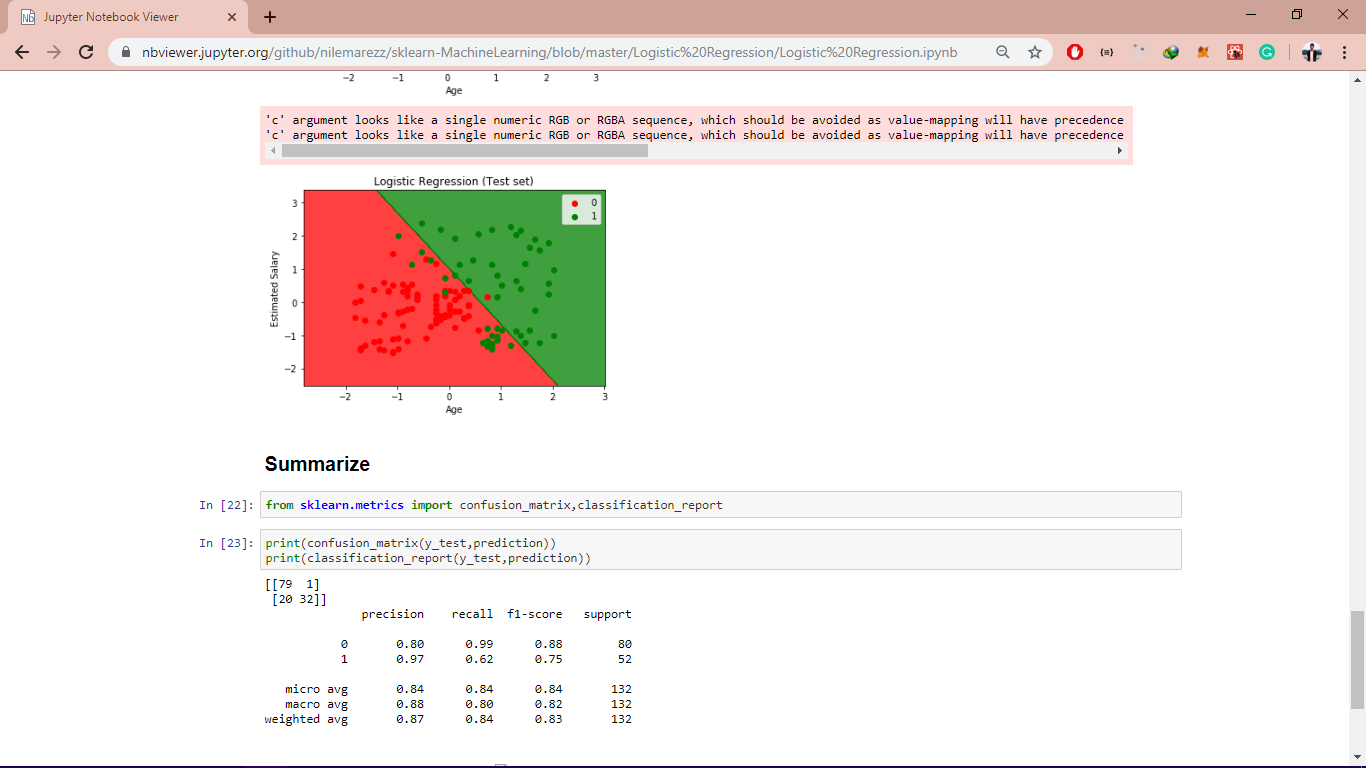 Jupyter Notebook Viewer
nbviewer.jupyter.org/github/nilemarezz/sklearn-MachineLearning/blob/master/Logistic%20Regression/Logistic%20Regression.ipynb
−2 −1 0 1 2 3
Age
'c' argument looks like a single numeric RGB or RGBA sequence, which should be avoided as value-mapping will have precedence
'c' argument looks like a single numeric RGB or RGBA sequence, which should be avoided as value-mapping will have precedence
Logistic Regression (Test set)
0
1
3
2
1
0
−1
−2
Estimated Salary
−2 −1 0 1 2 3
Age
Summarize
In [22]: from sklearn.metrics import confusion_matrix,classification_report
In [23]: print(confusion_matrix(y_test,prediction))
print(classification_report(y_test,prediction))
[[79  1]
 [20 32]]
precision recall f1-score support
0 0.80 0.99 0.88 80
1 0.97 0.62 0.75 52
micro avg 0.84 0.84 0.84 132
macro avg 0.88 0.80 0.82 132
weighted avg 0.87 0.84 0.83 132